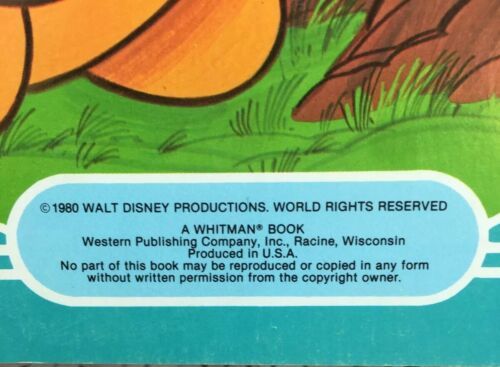 ©1980 WALT DISNEY PRODUCTIONS. WORLD RIGHTS RESERVED
A WHITMAN® BOOK
Western Publishing Company, Inc., Racine, Wisconsin
Produced in U.S.A.
No part of this book may be reproduced or copied in any form
without written permission from the copyright owner.